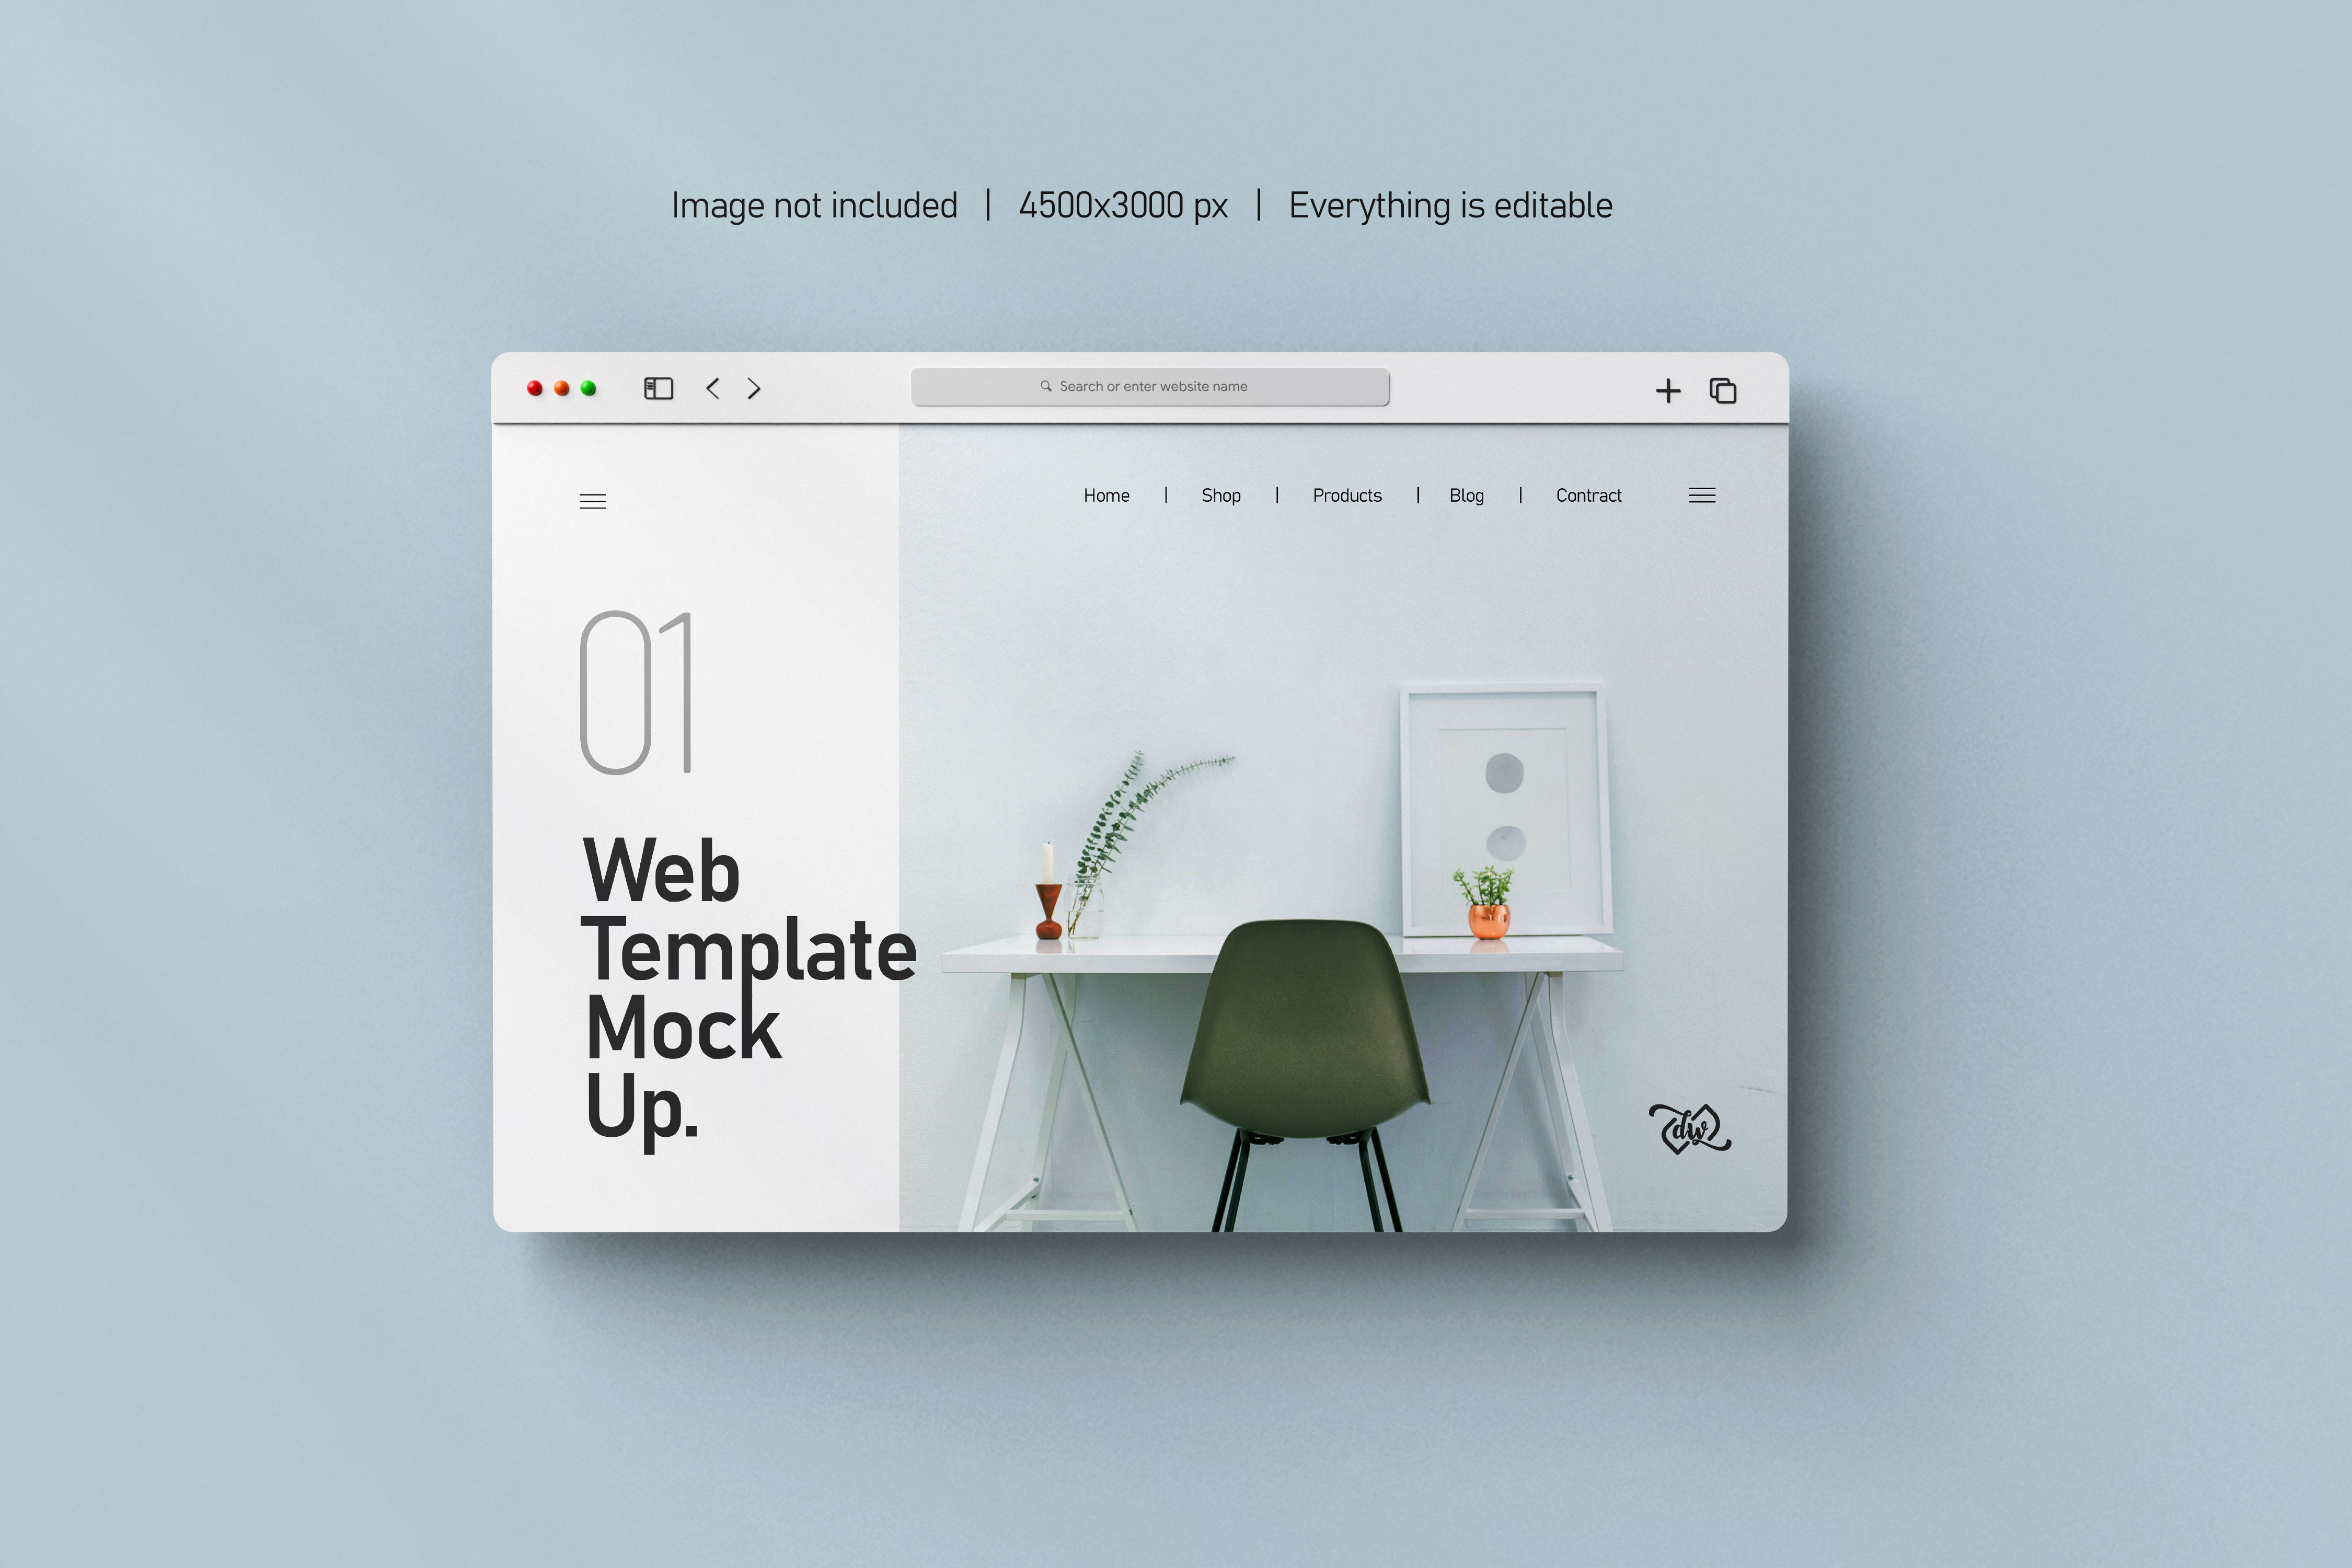 Image not included | 4500x3000 px | Everything is editable
Search or enter website name
Home | Shop | Products | Blog | Contract
01
Web
Template
Mock
Up.
dw